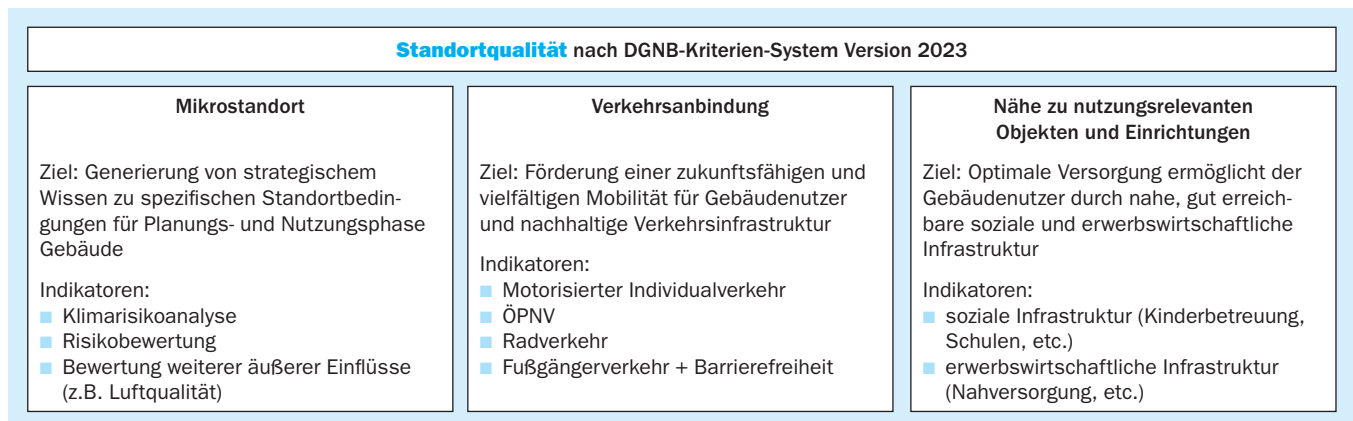 Standortqualität nach DGNB-Kriterien-System Version 2023
Mikrostandort
Ziel: Generierung von strategischem
Wissen zu spezifischen Standortbedin-
gungen für Planungs- und Nutzungsphase
Gebäude
Indikatoren:
Klimarisikoanalyse
Risikobewertung
Bewertung weiterer äußerer Einflüsse
(z.B. Luftqualität)
Verkehrsanbindung
Ziel: Förderung einer zukunftsfähigen und
vielfältigen Mobilität für Gebäudenutzer
und nachhaltige Verkehrsinfrastruktur
Indikatoren:
Motorisierter Individualverkehr
ÖPNV
Radverkehr
Fußgängerverkehr + Barrierefreiheit
Nähe zu nutzungsrelevanten
Objekten und Einrichtungen
Ziel: Optimale Versorgung ermöglicht der
Gebäudenutzer durch nahe, gut erreich-
bare soziale und erwerbswirtschaftliche
Infrastruktur
Indikatoren:
soziale Infrastruktur (Kinderbetreuung,
Schulen, etc.)
erwerbswirtschaftliche Infrastruktur
(Nahversorgung, etc.)